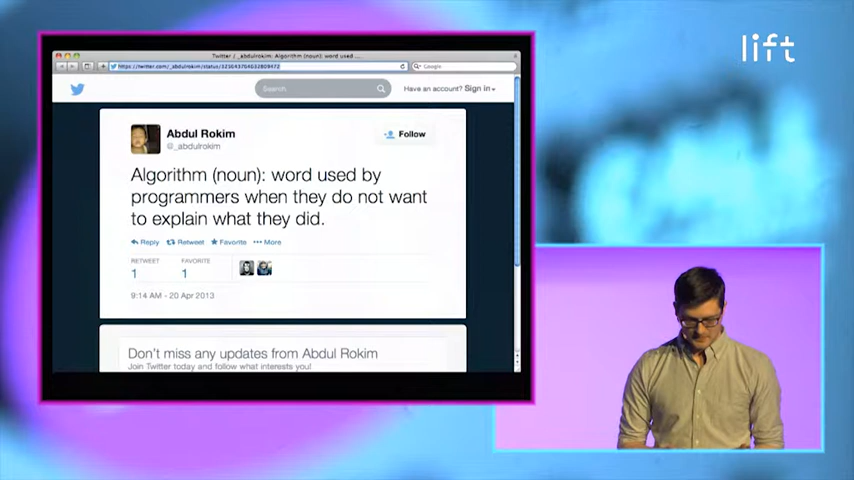 lift
Twitter / _abdulrokim: Algorithm (noun): word used ...
Google
Search
Have an account? Sign in
Abdul Rokim
@_abdulrokim
Follow
Algorithm (noun): word used by
programmers when they do not want
to explain what they did.
Reply Retweet Favorite More
RETWEET FAVORITE
1 1
9:14 AM - 20 Apr 2013
Don't miss any updates from Abdul Rokim
Join Twitter today and follow what interests you!